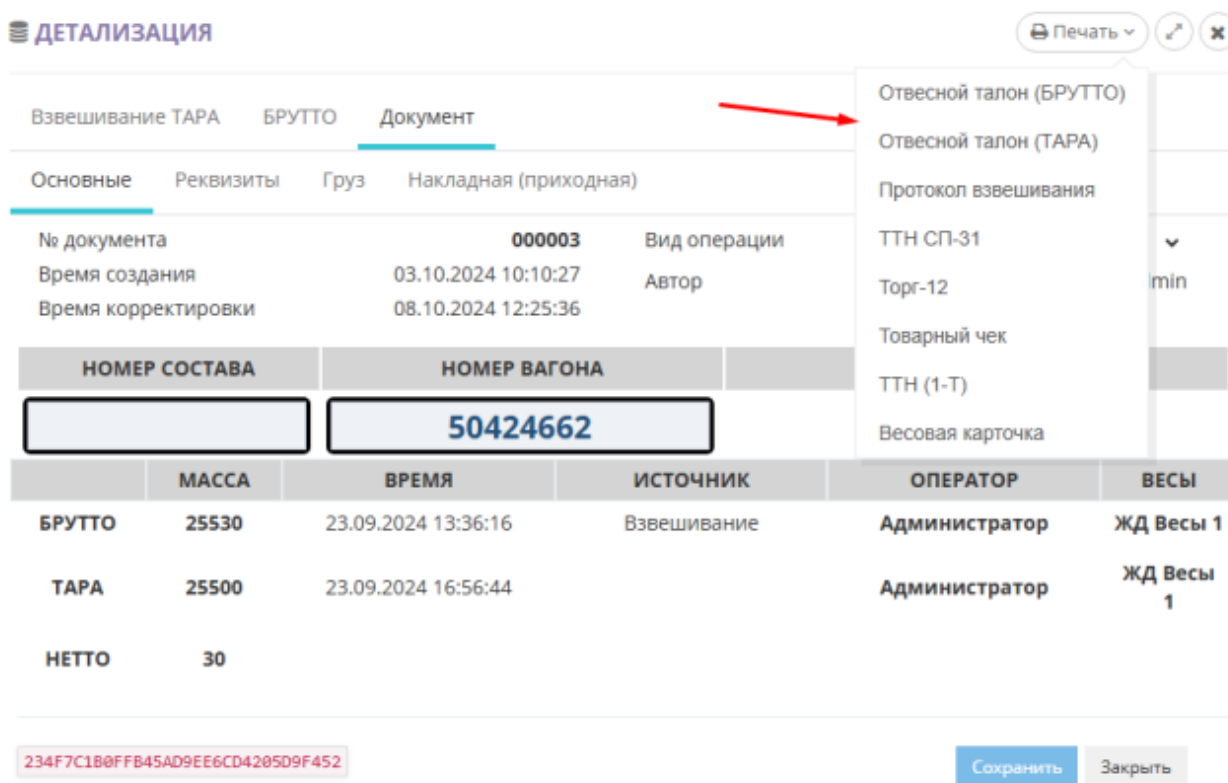 ДЕТАЛИЗАЦИЯ
Печать
Взвешивание ТАРА БРУТТО Документ
Основные Реквизиты Груз Накладная (приходная)
Отвесной талон (БРУТТО)
Отвесной талон (ТАРА)
Протокол взвешивания
ТТН СП-31
Торг-12
Товарный чек
ТТН (1-Т)
Весовая карточка
№ документа 000003 Вид операции
Время создания 03.10.2024 10:10:27 Автор min
Время корректировки 08.10.2024 12:25:36
НОМЕР СОСТАВА НОМЕР ВАГОНА
50424662
МАССА ВРЕМЯ ИСТОЧНИК ОПЕРАТОР ВЕСЫ
БРУТТО 25530 23.09.2024 13:36:16 Взвешивание Администратор ЖД Весы 1
ТАРА 25500 23.09.2024 16:56:44 Администратор ЖД Весы 1
НЕТТО 30
234F7C1B0FFB45AD9EE6CD4205D9F452
Сохранить Закрыть